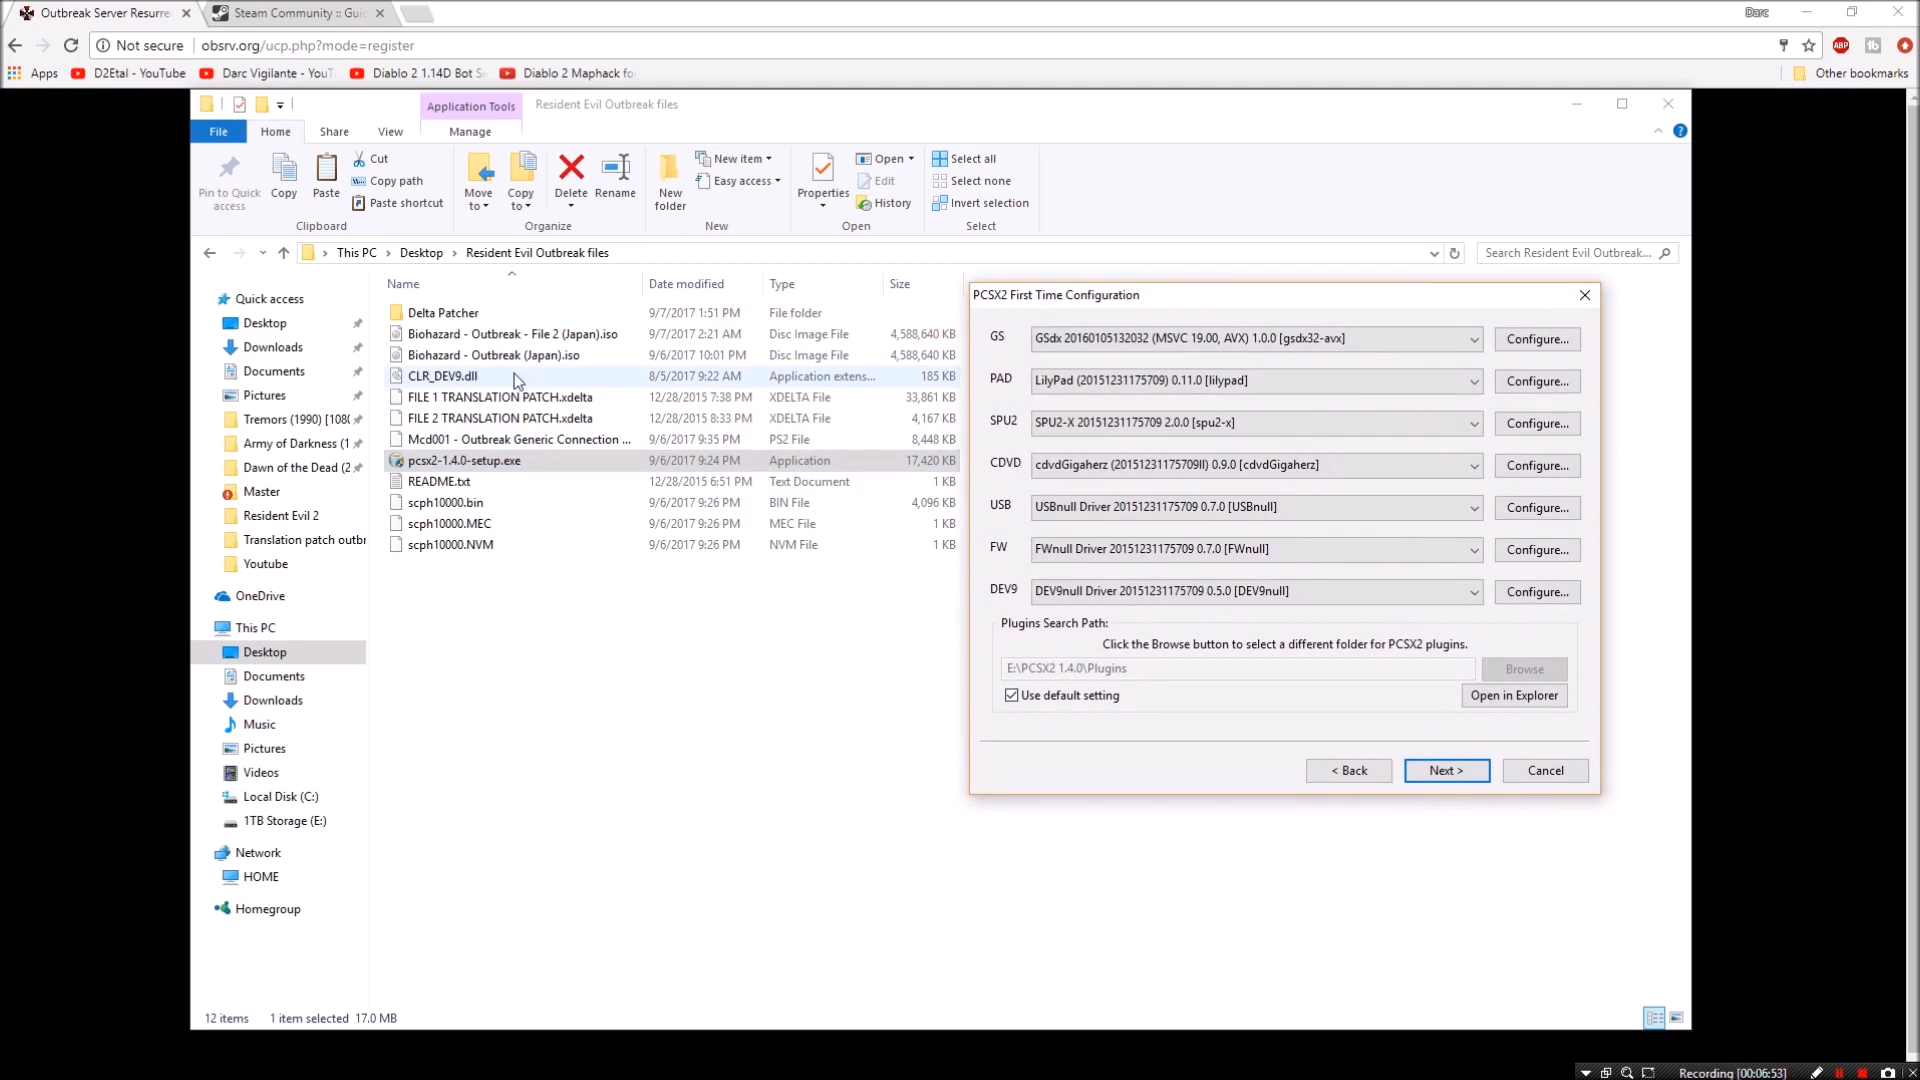 Outbreak Server Resurre
Steam Community :: Gui
Darc
Not secure
obsrv.org/ucp.php?mode=register
ABP
Apps
D2Etal - YouTube
Darc Vigilante - YouT
Diablo 2 1.14D Bot Se
Diablo 2 Maphack fo
Other bookmarks
Application Tools
Resident Evil Outbreak files
File
Home
Share
View
Manage
Pin to Quick access
Copy
Paste
Cut
Copy path
Paste shortcut
Move to
Copy to
Delete
Rename
New folder
New item
Easy access
Properties
Open
Edit
History
Select all
Select none
Invert selection
Clipboard
Organize
New
Open
Select
This PC > Desktop > Resident Evil Outbreak files
Search Resident Evil Outbreak...
Name Date modified Type Size
Delta Patcher 9/7/2017 1:51 PM File folder
Biohazard - Outbreak - File 2 (Japan).iso 9/7/2017 2:21 AM Disc Image File 4,588,640 KB
Biohazard - Outbreak (Japan).iso 9/6/2017 10:01 PM Disc Image File 4,588,640 KB
CLR_DEV9.dll 8/5/2017 9:22 AM Application extens... 185 KB
FILE 1 TRANSLATION PATCH.xdelta 12/28/2015 7:38 PM XDELTA File 33,861 KB
FILE 2 TRANSLATION PATCH.xdelta 12/28/2015 8:33 PM XDELTA File 4,167 KB
Mcd001 - Outbreak Generic Connection ... 9/6/2017 9:35 PM PS2 File 8,448 KB
pcsx2-1.4.0-setup.exe 9/6/2017 9:24 PM Application 17,420 KB
README.txt 12/28/2015 6:51 PM Text Document 1 KB
scph10000.bin 9/6/2017 9:26 PM BIN File 4,096 KB
scph10000.MEC 9/6/2017 9:26 PM MEC File 1 KB
scph10000.NVM 9/6/2017 9:26 PM NVM File 1 KB
Quick access
Desktop
Downloads
Documents
Pictures
Tremors (1990) [1080
Army of Darkness (1
Dawn of the Dead (2
Master
Resident Evil 2
Translation patch outbr
Youtube
OneDrive
This PC
Desktop
Documents
Downloads
Music
Pictures
Videos
Local Disk (C:)
1TB Storage (E:)
Network
HOME
Homegroup
PCSX2 First Time Configuration
GS GSdx 20160105132032 (MSVC 19.00, AVX) 1.0.0 [gsdx32-avx] Configure...
PAD LilyPad (20151231175709) 0.11.0 [lilypad] Configure...
SPU2 SPU2-X 20151231175709 2.0.0 [spu2-x] Configure...
CDVD cdvdGigaherz (20151231175709II) 0.9.0 [cdvdGigaherz] Configure...
USB USBnull Driver 20151231175709 0.7.0 [USBnull] Configure...
FW FWnull Driver 20151231175709 0.7.0 [FWnull] Configure...
DEV9 DEV9null Driver 20151231175709 0.5.0 [DEV9null] Configure...
Plugins Search Path:
Click the Browse button to select a different folder for PCSX2 plugins.
E:\PCSX2 1.4.0\Plugins Browse
Use default setting Open in Explorer
< Back Next > Cancel
12 items 1 item selected 17.0 MB
Recording [00:06:53]